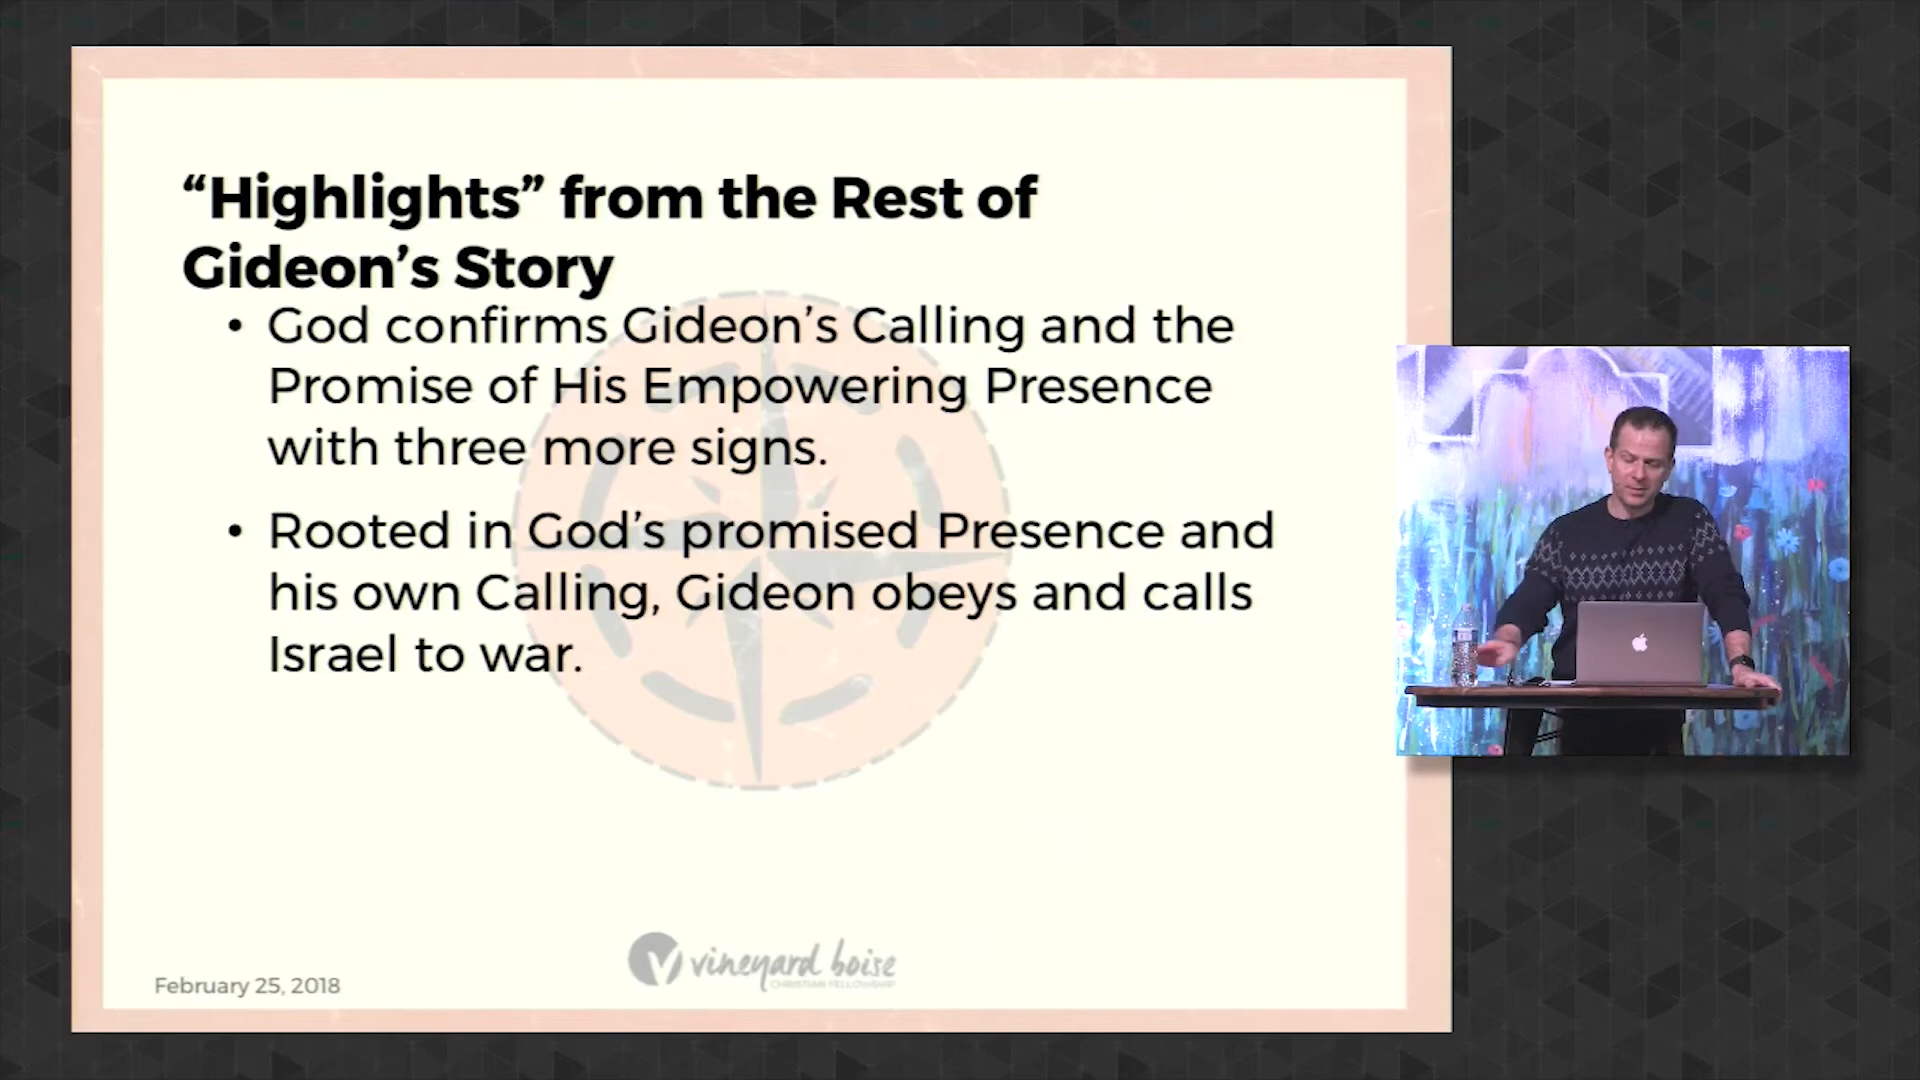 “Highlights” from the Rest of
Gideon’s Story
• God confirms Gideon’s Calling and the
Promise of His Empowering Presence
with three more signs.
• Rooted in God’s promised Presence and
his own Calling, Gideon obeys and calls
Israel to war.
vineyard boise
CHRISTIAN FELLOWSHIP
February 25, 2018